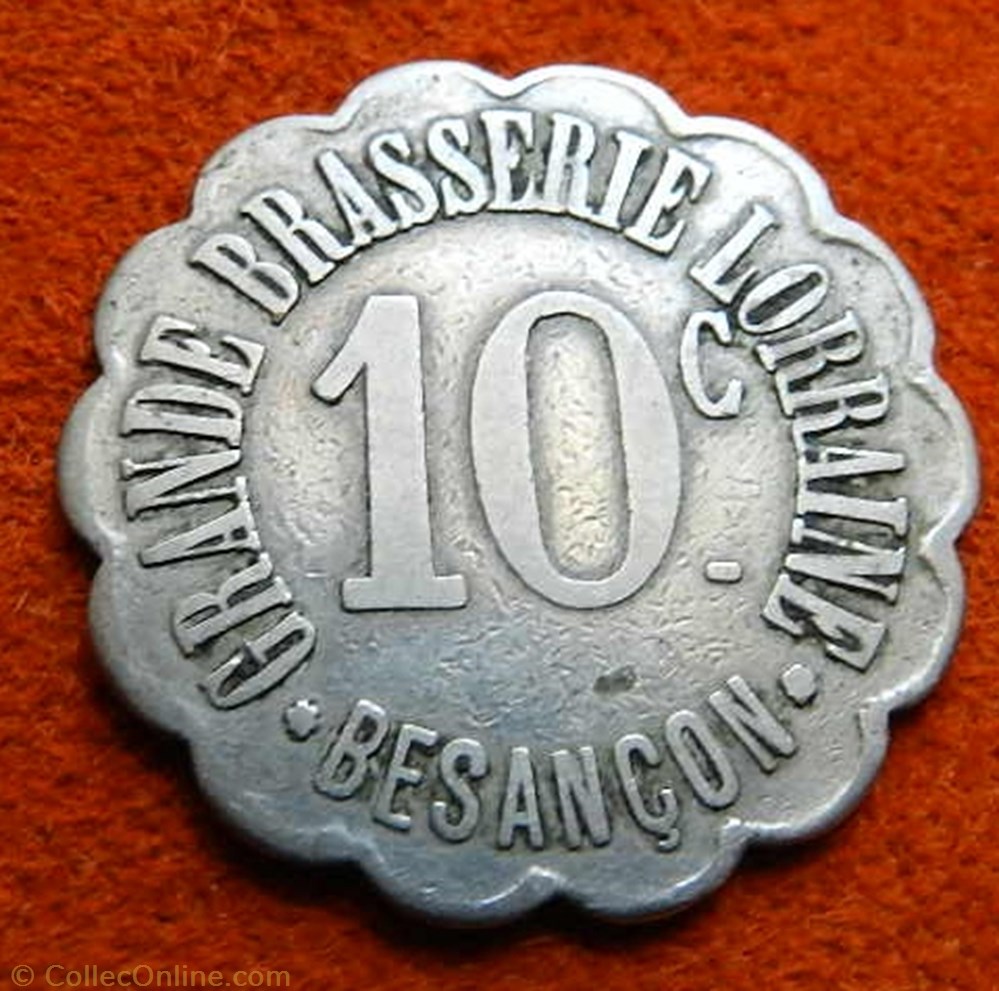 GRANDE BRASSERIE LORRAINE
10C.
• BESANÇON •
© CollecOnline.com